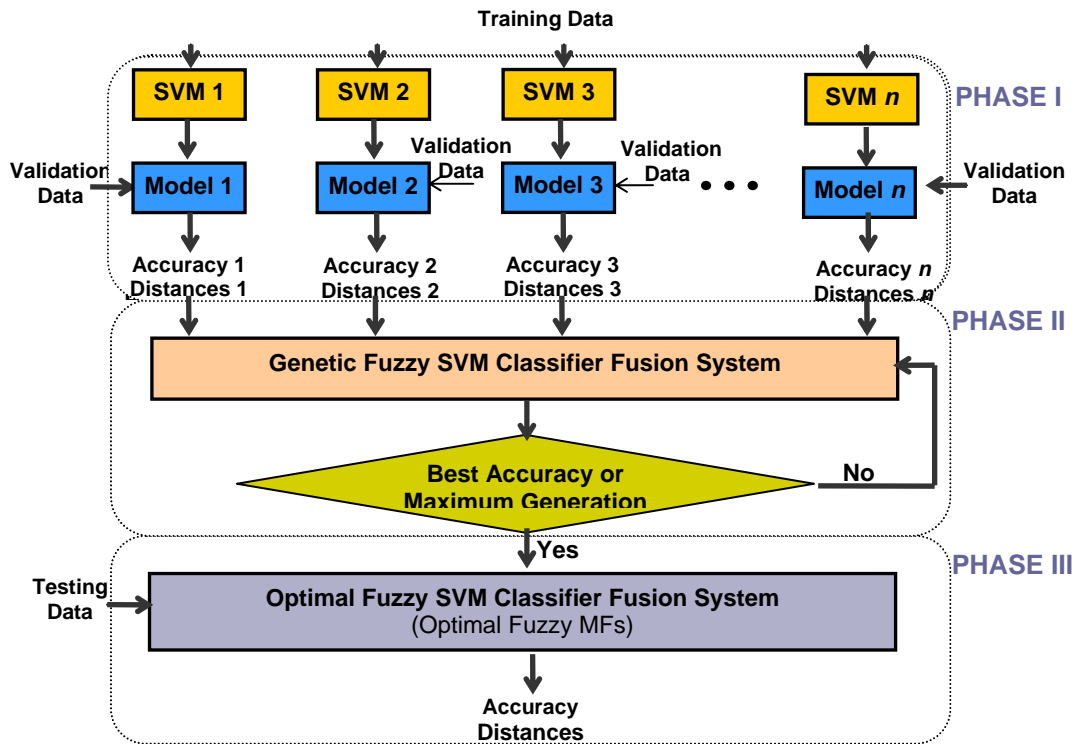 Training Data
SVM 1
SVM 2
SVM 3
SVM n
PHASE I
Validation
Data
Model 1
Model 2
Validation
Data
Model 3
Validation
Data
• • •
Model n
Validation
Data
Accuracy 1
Distances 1
Accuracy 2
Distances 2
Accuracy 3
Distances 3
Accuracy n
Distances n
PHASE II
Genetic Fuzzy SVM Classifier Fusion System
Best Accuracy or
Maximum Generation
No
Yes
PHASE III
Testing
Data
Optimal Fuzzy SVM Classifier Fusion System
(Optimal Fuzzy MFs)
Accuracy
Distances